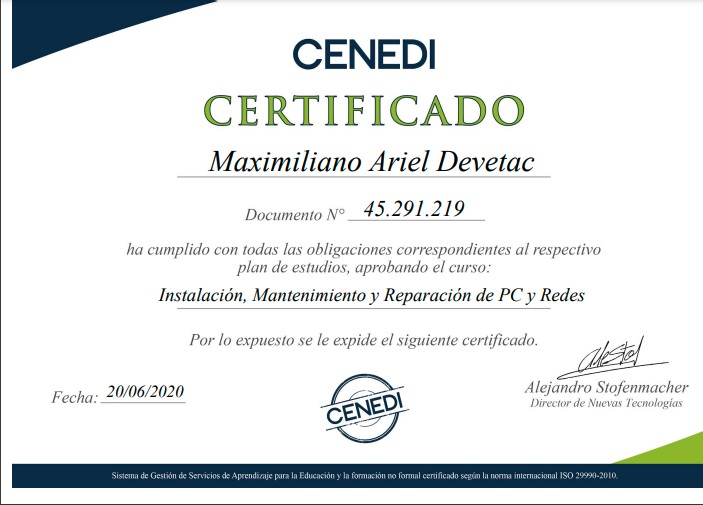 CENEDI
CERTIFICADO
Maximiliano Ariel Devetac
Documento N° 45.291.219
ha cumplido con todas las obligaciones correspondientes al respectivo
plan de estudios, aprobando el curso:
Instalación, Mantenimiento y Reparación de PC y Redes
Por lo expuesto se le expide el siguiente certificado.
Fecha: 20/06/2020
CENEDI
Alejandro Stofenmacher
Director de Nuevas Tecnologías
Sistema de Gestión de Servicios de Aprendizaje para la Educación y la formación no formal certificado según la norma internacional ISO 29990-2010.